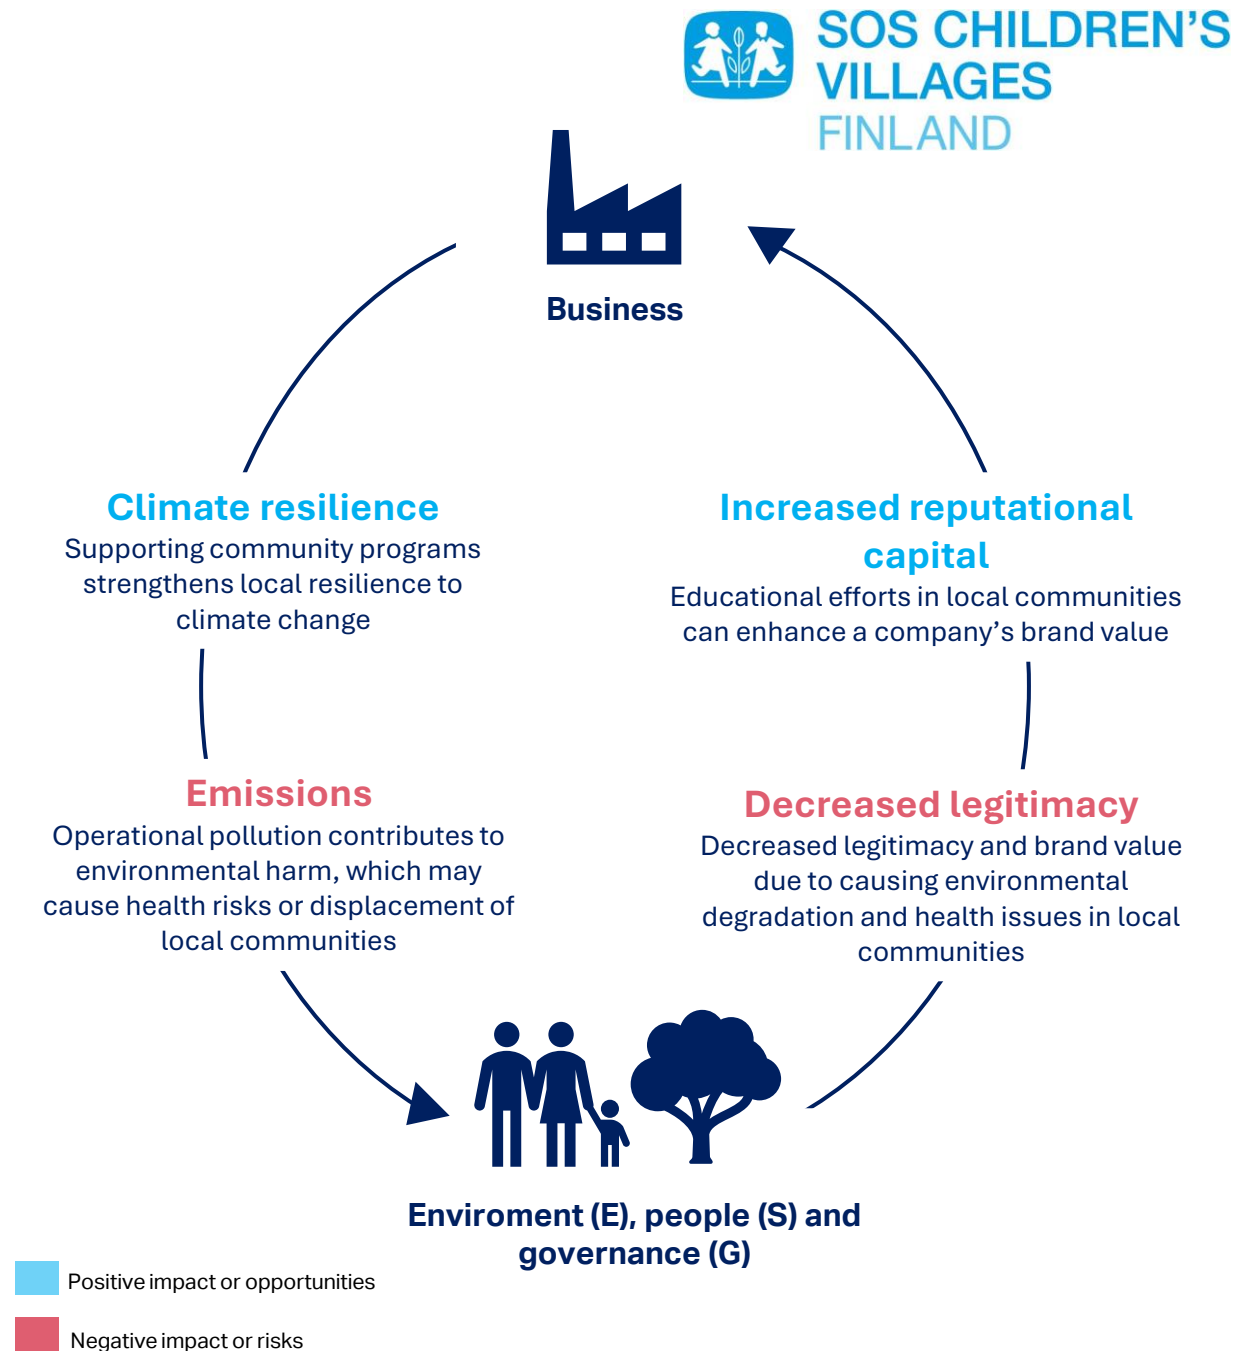 SOS CHILDREN'S
VILLAGES
FINLAND
Business
Climate resilience
Supporting community programs
strengthens local resilience to
climate change
Increased reputational
capital
Educational efforts in local communities
can enhance a company’s brand value
Emissions
Operational pollution contributes to
environmental harm, which may
cause health risks or displacement of
local communities
Decreased legitimacy
Decreased legitimacy and brand value
due to causing environmental
degradation and health issues in local
communities
Enviroment (E), people (S) and
governance (G)
Positive impact or opportunities
Negative impact or risks